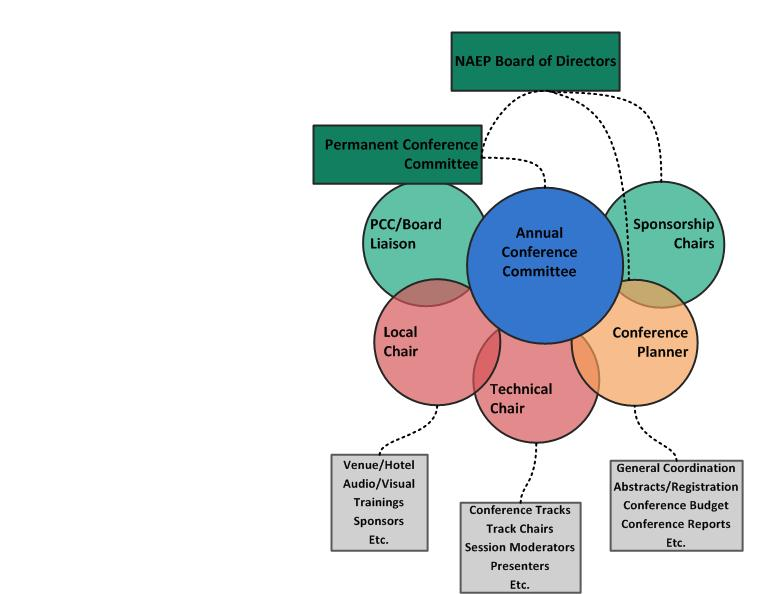 NAEP Board of Directors
Permanent Conference
Committee
PCC/Board
Liaison
Annual
Conference
Committee
Sponsorship
Chairs
Local
Chair
Technical
Chair
Conference
Planner
Venue/Hotel
Audio/Visual
Trainings
Sponsors
Etc.
Conference Tracks
Track Chairs
Session Moderators
Presenters
Etc.
General Coordination
Abstracts/Registration
Conference Budget
Conference Reports
Etc.